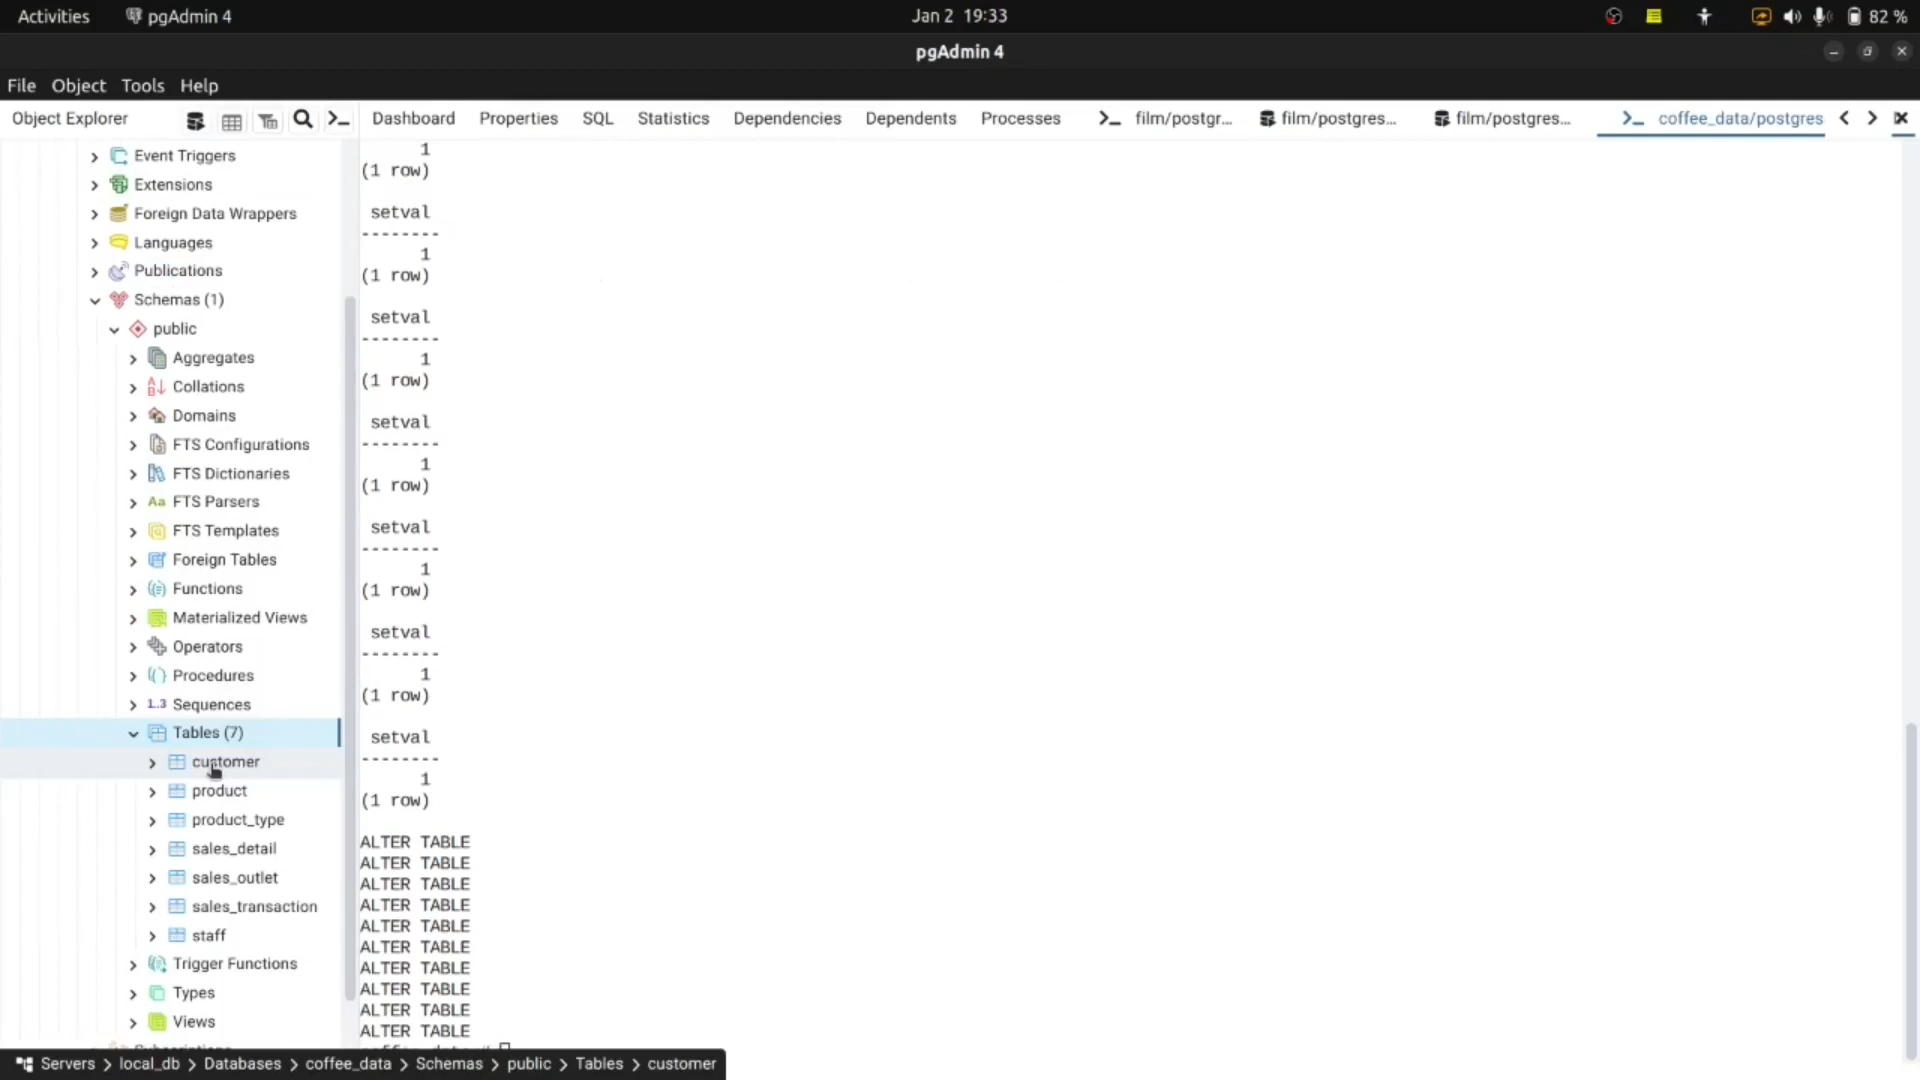 Activities
pgAdmin 4
Jan 2 19:33
82 %
pgAdmin 4
File
Object
Tools
Help
Object Explorer
Dashboard
Properties
SQL
Statistics
Dependencies
Dependents
Processes
film/postgr...
film/postgres...
film/postgres...
coffee_data/postgres
Event Triggers
Extensions
Foreign Data Wrappers
Languages
Publications
Schemas (1)
public
Aggregates
Collations
Domains
FTS Configurations
FTS Dictionaries
Aa FTS Parsers
FTS Templates
Foreign Tables
Functions
Materialized Views
Operators
Procedures
1..3 Sequences
Tables (7)
customer
product
product_type
sales_detail
sales_outlet
sales_transaction
staff
Trigger Functions
Types
Views
1
(1 row)
setval
--------
1
(1 row)
setval
--------
1
(1 row)
setval
--------
1
(1 row)
setval
--------
1
(1 row)
setval
--------
1
(1 row)
setval
--------
1
(1 row)
ALTER TABLE
ALTER TABLE
ALTER TABLE
ALTER TABLE
ALTER TABLE
ALTER TABLE
ALTER TABLE
ALTER TABLE
ALTER TABLE
ALTER TABLE
Servers > local_db > Databases > coffee_data > Schemas > public > Tables > customer